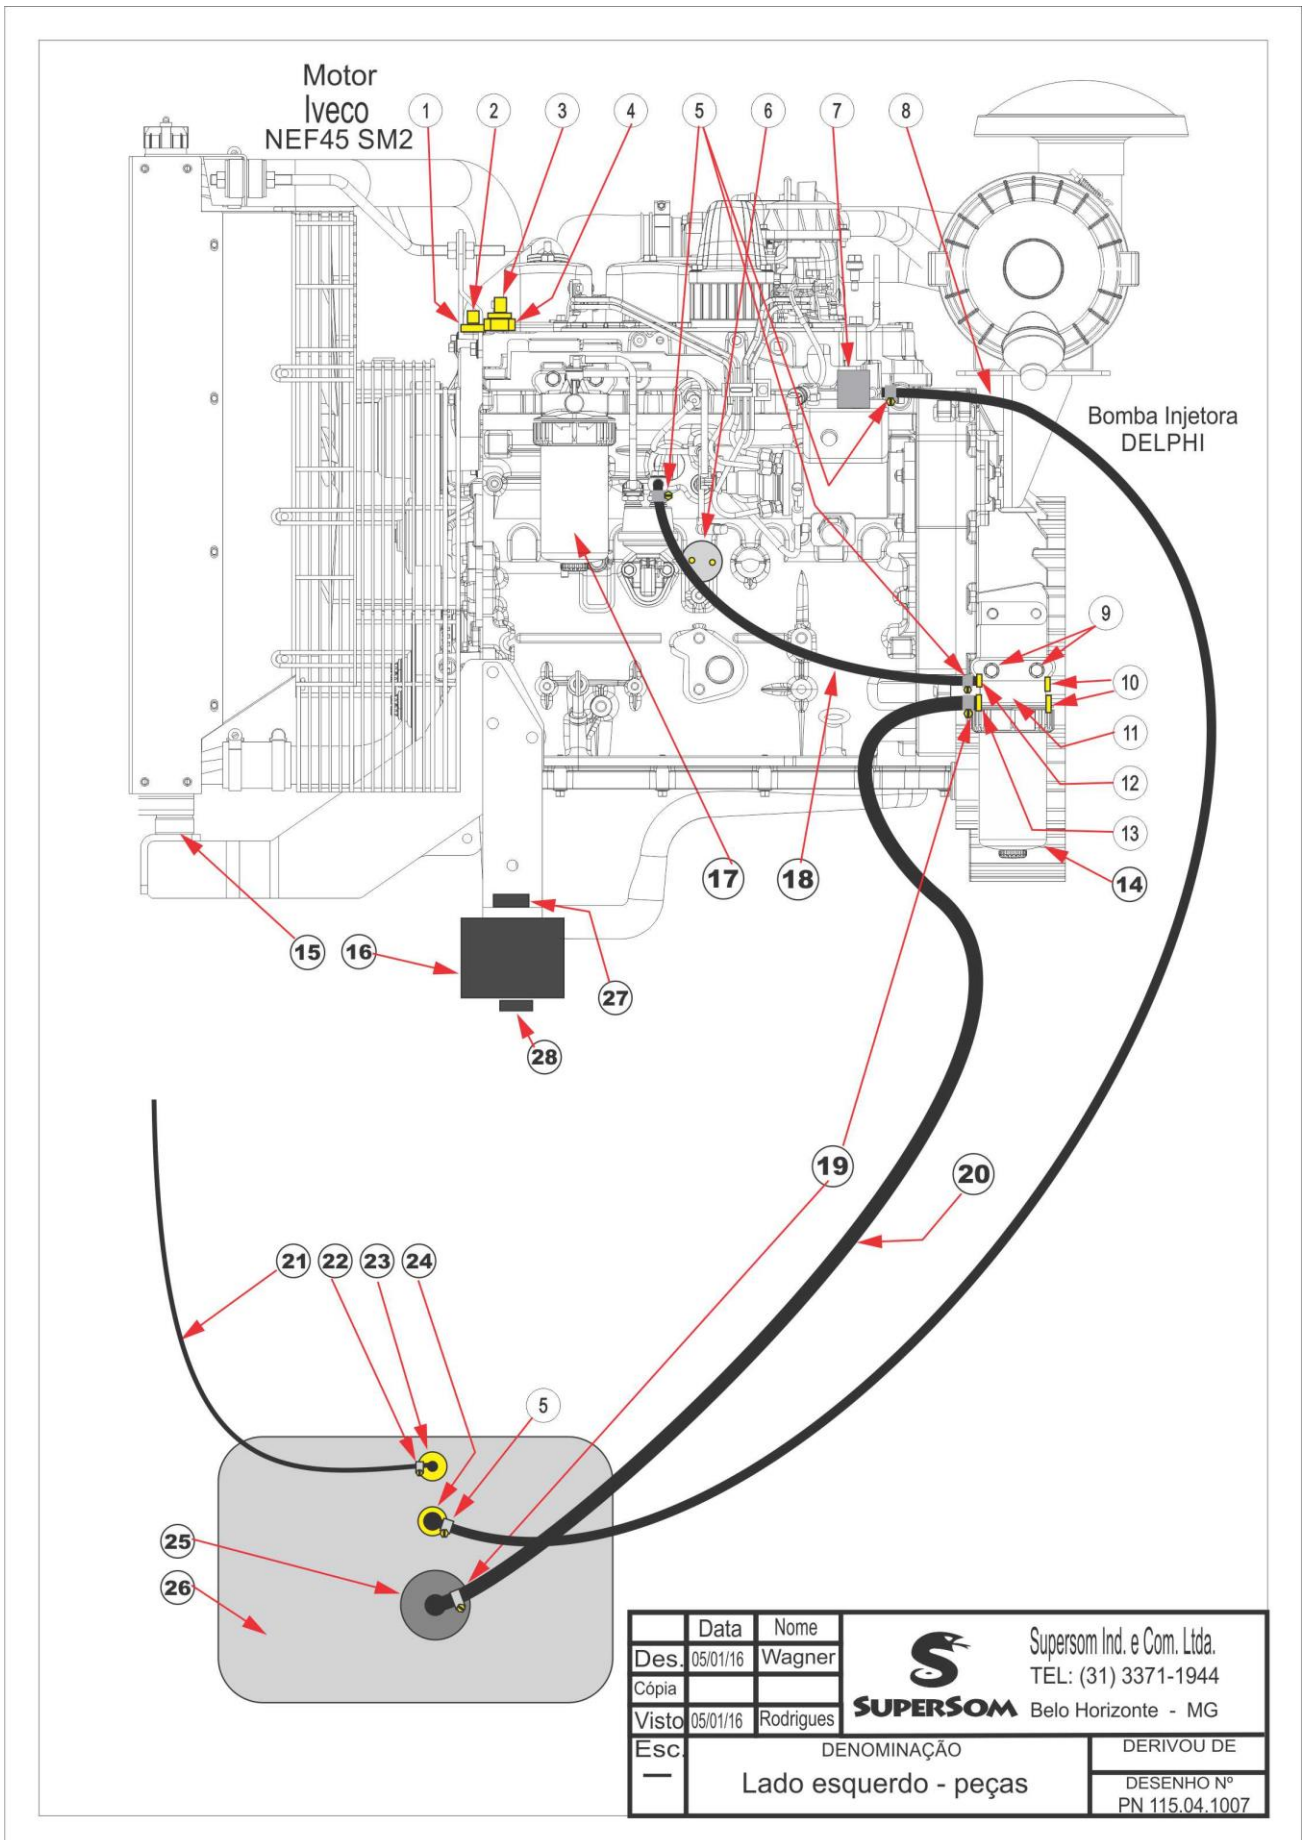 Motor
Iveco
NEF45 SM2
1
2
3
4
5
6
7
8
Bomba Injetora
DELPHI
9
10
11
12
13
14
17
18
15
16
27
28
19
20
21
22
23
24
5
25
26
Data
Nome
Des.
05/01/16
Wagner
Cópia
Visto
05/01/16
Rodrigues
SUPERSOM
Supersom Ind. e Com. Ltda.
TEL: (31) 3371-1944
Belo Horizonte - MG
Esc.
—
DENOMINAÇÃO
Lado esquerdo - peças
DERIVOU DE
DESENHO Nº
PN 115.04.1007